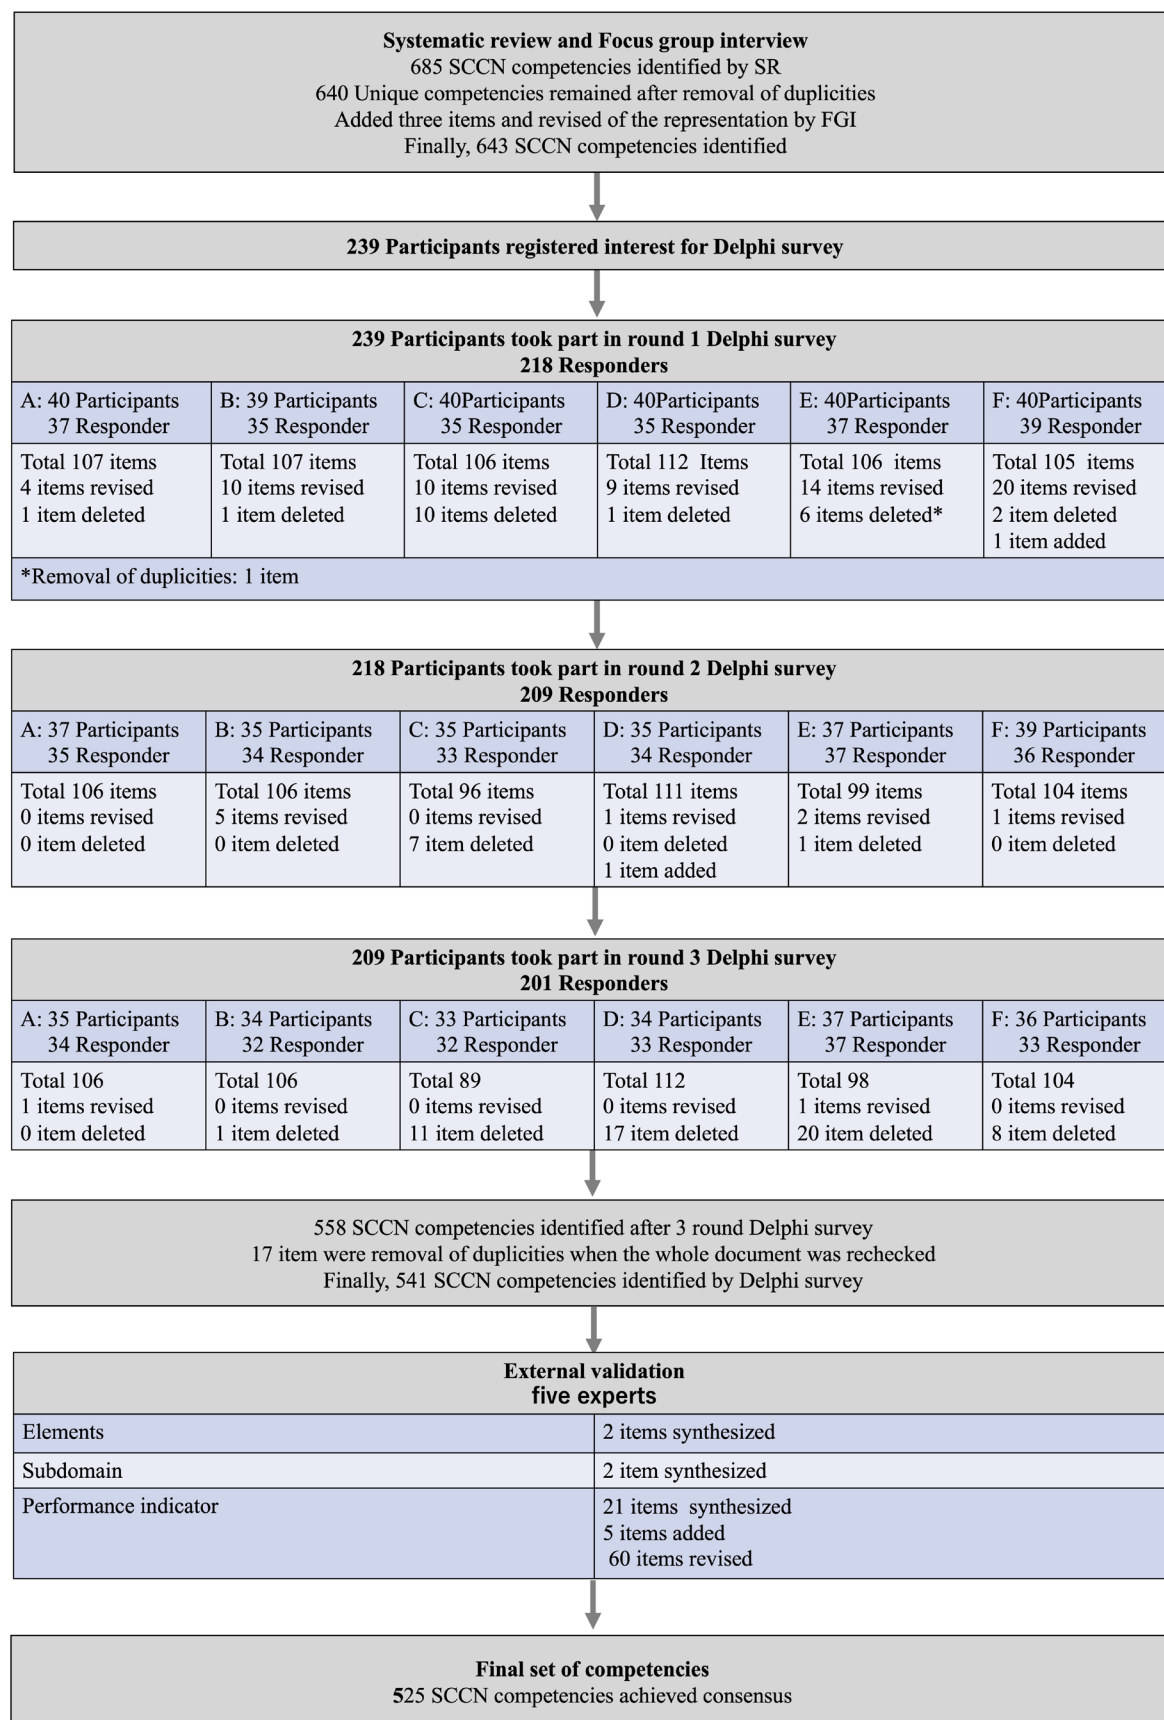 Systematic review and Focus group interview
685 SCCN competencies identified by SR
640 Unique competencies remained after removal of duplicities
Added three items and revised of the representation by FGI
Finally, 643 SCCN competencies identified
239 Participants registered interest for Delphi survey
239 Participants took part in round 1 Delphi survey
218 Responders
A: 40 Participants
37 Responder
B: 39 Participants
35 Responder
C: 40Participants
35 Responder
D: 40Participants
35 Responder
E: 40Participants
37 Responder
F: 40Participants
39 Responder
Total 107 items
4 items revised
1 item deleted
Total 107 items
10 items revised
1 item deleted
Total 106 items
10 items revised
10 items deleted
Total 112 Items
9 items revised
1 item deleted
Total 106 items
14 items revised
6 items deleted*
Total 105 items
20 items revised
2 item deleted
1 item added
*Removal of duplicities: 1 item
218 Participants took part in round 2 Delphi survey
209 Responders
A: 37 Participants
35 Responder
B: 35 Participants
34 Responder
C: 35 Participants
33 Responder
D: 35 Participants
34 Responder
E: 37 Participants
37 Responder
F: 39 Participants
36 Responder
Total 106 items
0 items revised
0 item deleted
Total 106 items
5 items revised
0 item deleted
Total 96 items
0 items revised
7 item deleted
Total 111 items
1 items revised
0 item deleted
1 item added
Total 99 items
2 items revised
1 item deleted
Total 104 items
1 items revised
0 item deleted
209 Participants took part in round 3 Delphi survey
201 Responders
A: 35 Participants
34 Responder
B: 34 Participants
32 Responder
C: 33 Participants
32 Responder
D: 34 Participants
33 Responder
E: 37 Participants
37 Responder
F: 36 Participants
33 Responder
Total 106
1 items revised
0 item deleted
Total 106
0 items revised
1 item deleted
Total 89
0 items revised
11 item deleted
Total 112
0 items revised
17 item deleted
Total 98
1 items revised
20 item deleted
Total 104
0 items revised
8 item deleted
558 SCCN competencies identified after 3 round Delphi survey
17 item were removal of duplicities when the whole document was rechecked
Finally, 541 SCCN competencies identified by Delphi survey
External validation
five experts
Elements
2 items synthesized
Subdomain
2 item synthesized
Performance indicator
21 items synthesized
5 items added
60 items revised
Final set of competencies
525 SCCN competencies achieved consensus